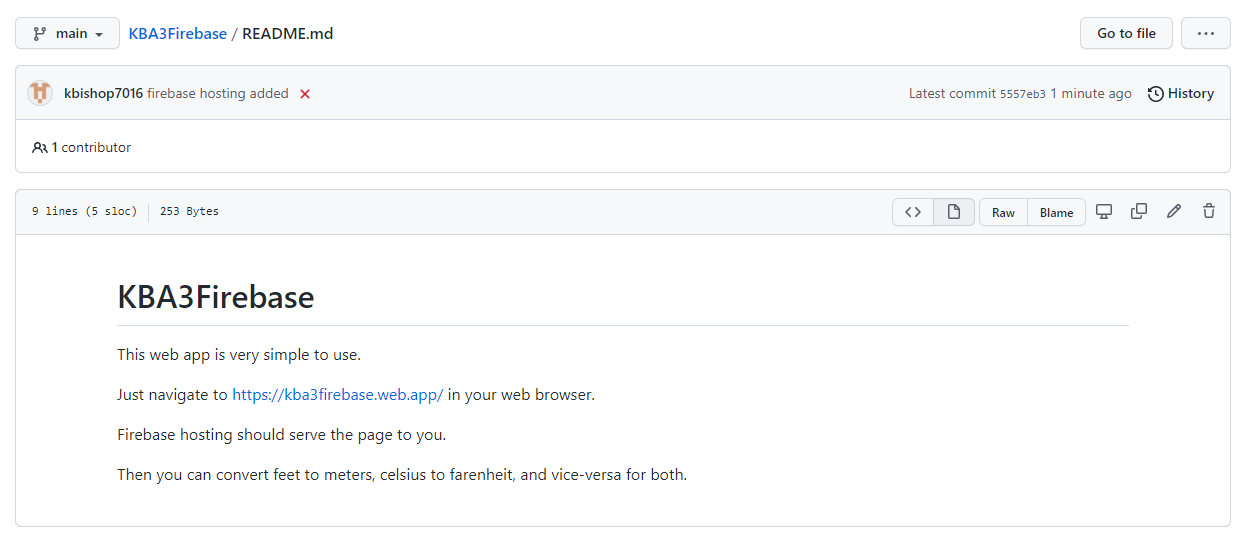 main KBA3Firebase / README.md Go to file ...
kbishop7016 firebase hosting added Latest commit 5557eb3 1 minute ago History
1 contributor
9 lines (5 sloc) 253 Bytes <> Raw Blame
KBA3Firebase
This web app is very simple to use.
Just navigate to https://kba3firebase.web.app/ in your web browser.
Firebase hosting should serve the page to you.
Then you can convert feet to meters, celsius to farenheit, and vice-versa for both.